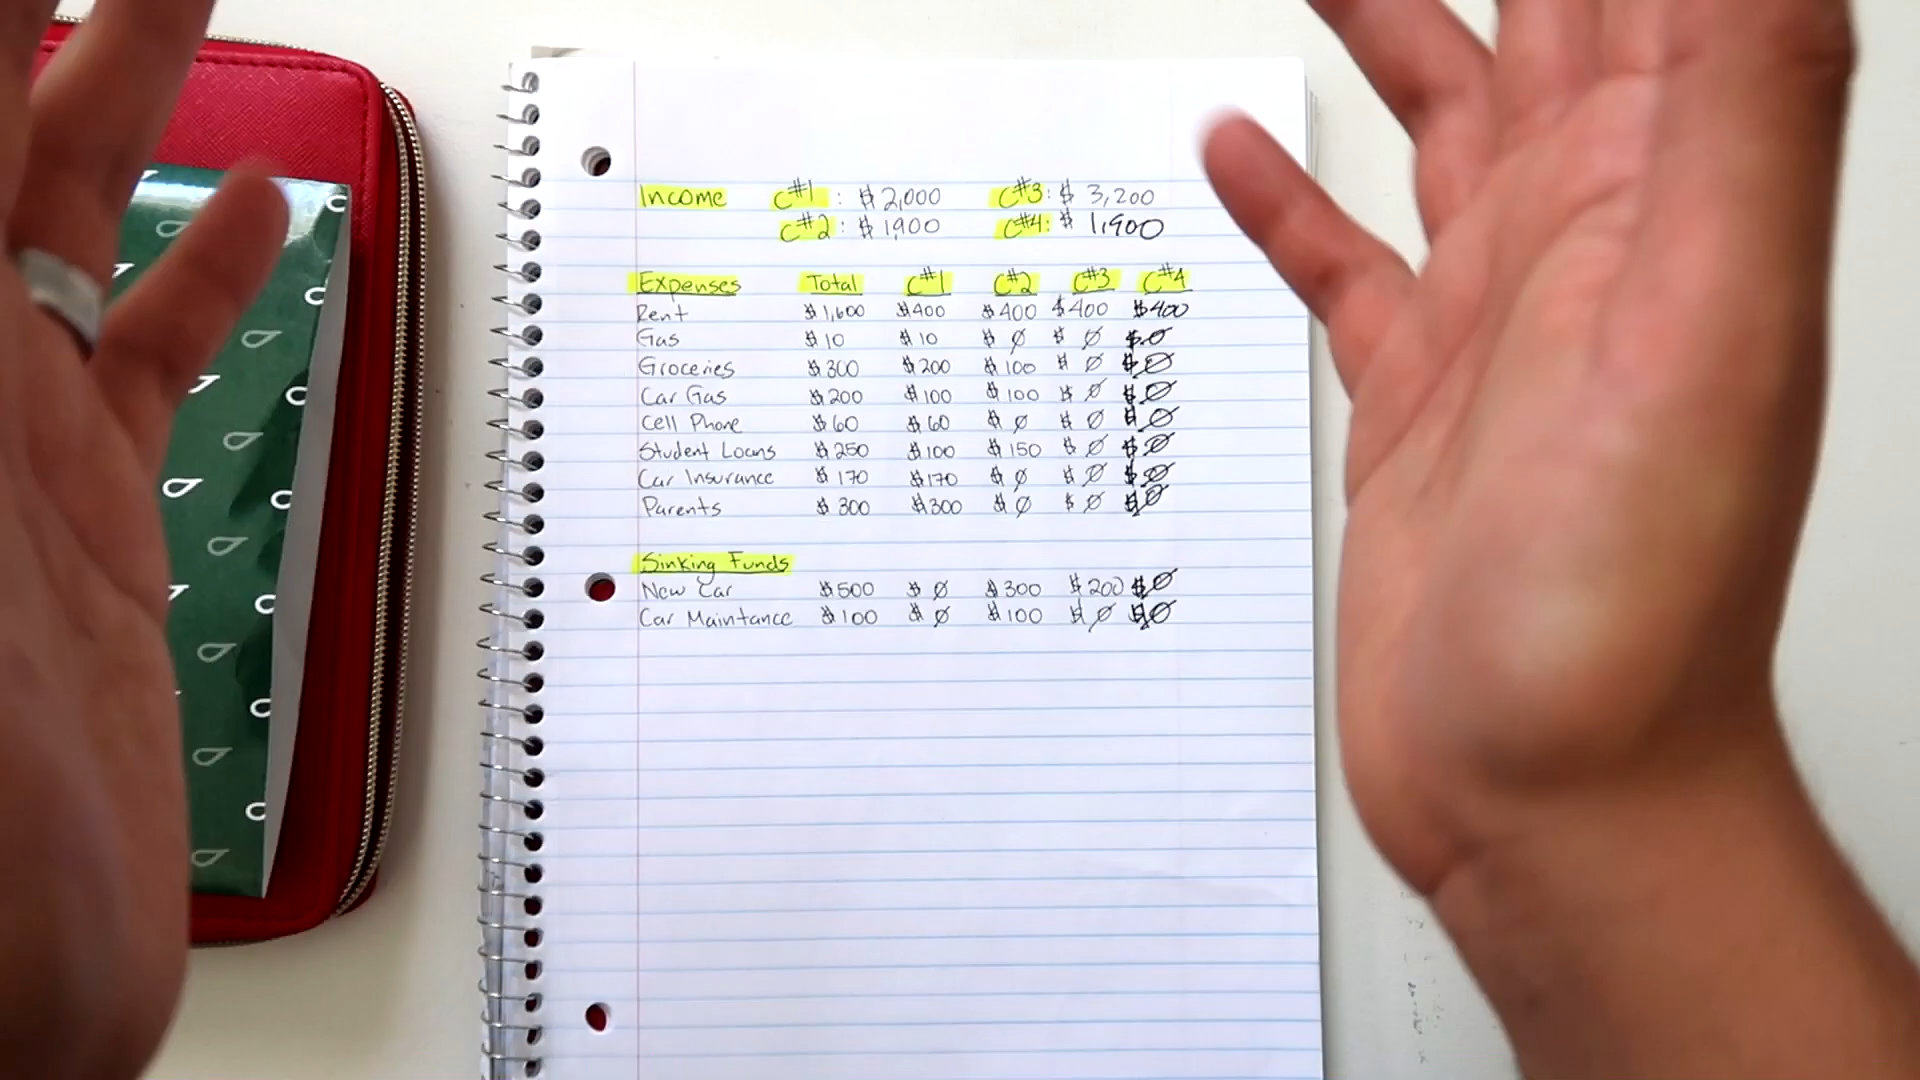 Income C#1: $2,000 C#3: $3,200
C#2: $1,900 C#4: $1,900
Expenses Total C#1 C#2 C#3 C#4
Rent $1,600 $400 $400 $400 $400
Gas $10 $10 $0 $0 $0
Groceries $300 $200 $100 $0 $0
Car Gas $200 $100 $100 $0 $0
Cell Phone $60 $60 $0 $0 $0
Student Loans $250 $100 $150 $0 $0
Car Insurance $170 $170 $0 $0 $0
Parents $300 $300 $0 $0 $0
Sinking Funds
New Car $500 $0 $300 $200 $0
Car Maintance $100 $0 $100 $0 $0